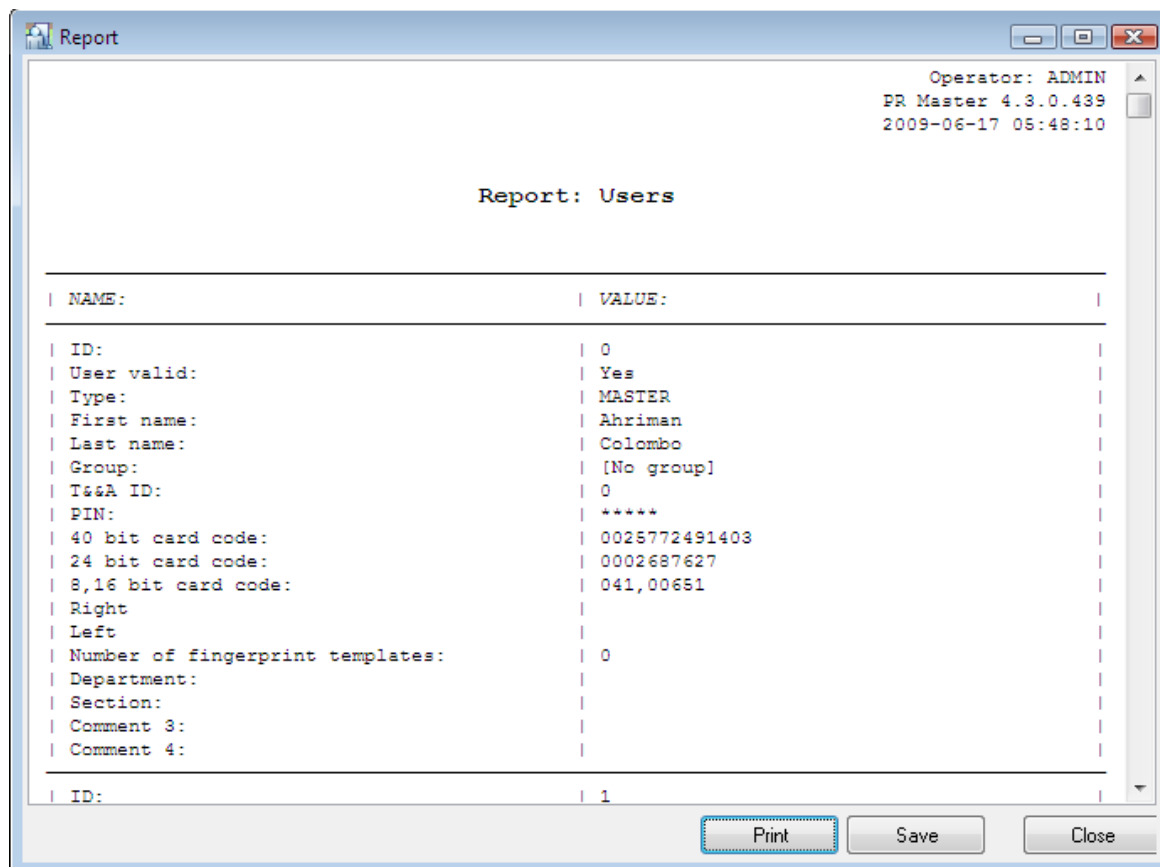 Report
Operator: ADMIN
PR Master 4.3.0.439
2009-06-17 05:48:10
Report: Users
| NAME: | VALUE: |
| ID: | 0 |
| User valid: | Yes |
| Type: | MASTER |
| First name: | Ahriman |
| Last name: | Colombo |
| Group: | [No group] |
| T&&A ID: | 0 |
| PIN: | ***** |
| 40 bit card code: | 0025772491403 |
| 24 bit card code: | 0002687627 |
| 8,16 bit card code: | 041,00651 |
| Right | |
| Left | |
| Number of fingerprint templates: | 0 |
| Department: | |
| Section: | |
| Comment 3: | |
| Comment 4: | |
| ID: | 1 |
Print Save Close